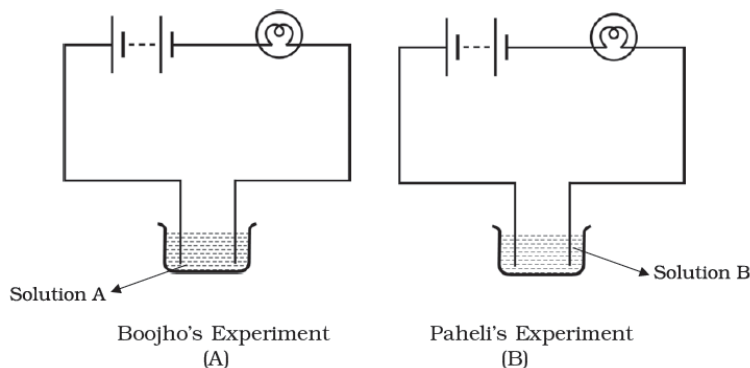 Solution A
Solution B
Boojho's Experiment
(A)
Paheli's Experiment
(B)